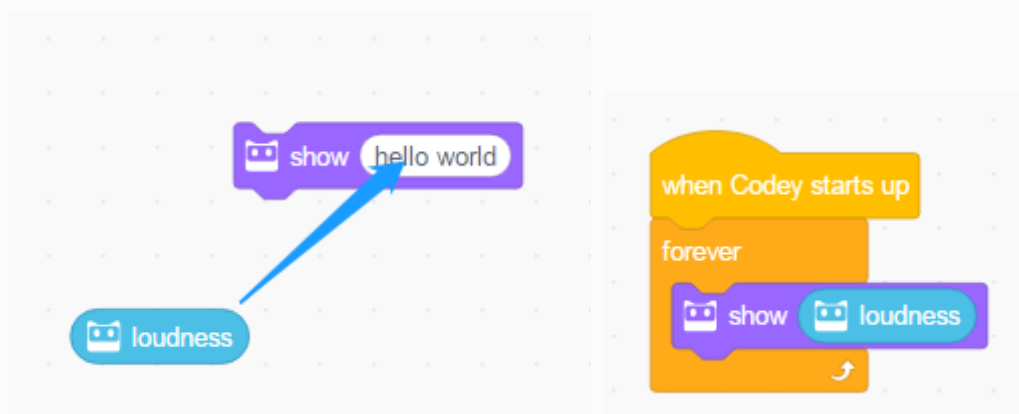 show hello world
loudness
when Codey starts up
forever
show loudness